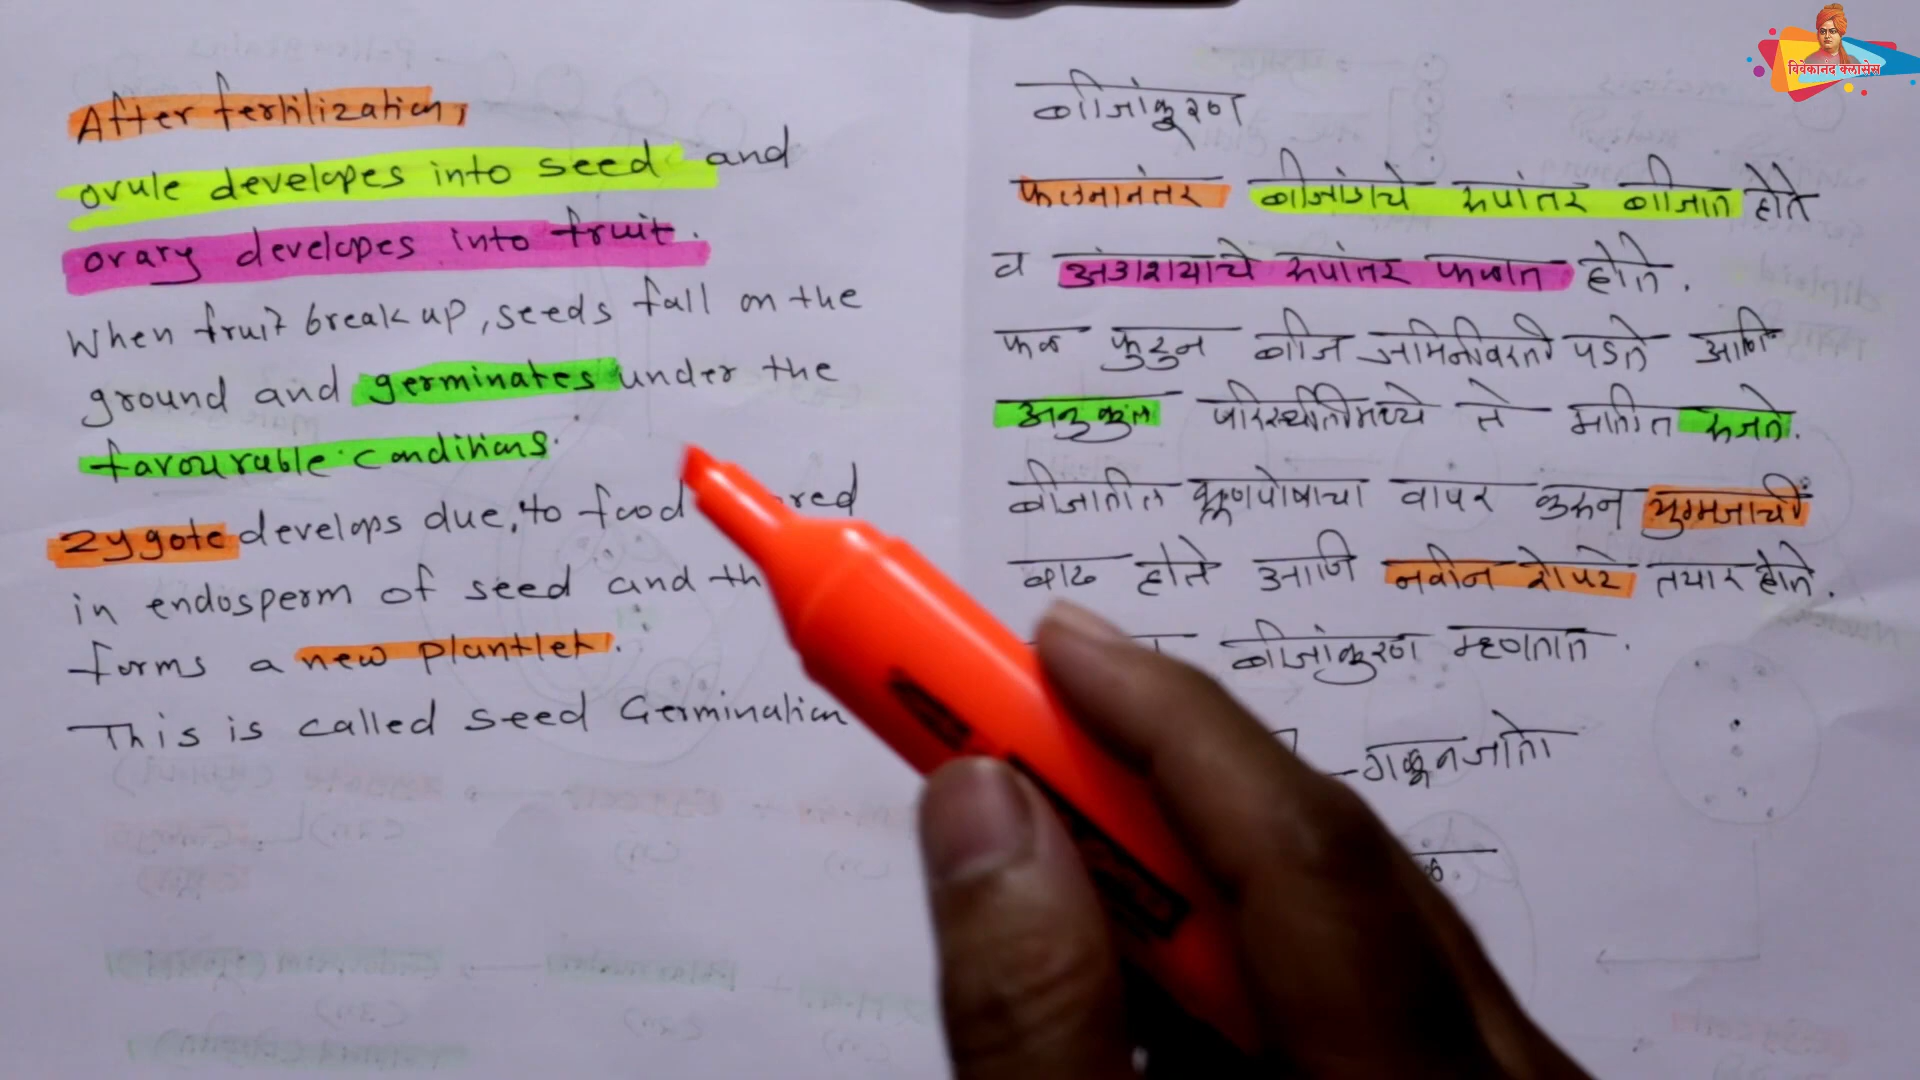 After fertilization,
ovule developes into seed and
ovary developes into fruit.
When fruit break up, seeds fall on the
ground and germinates under the
favourable conditions.
Zygote develops due to food red
in endosperm of seed and th
forms a new plantlet.
This is called seed Germination
बीजांकूरण
फलनानंतर बीजांडाचे रुपांतर बीजात होते
व अंडाशयाचे रुपांतर फळात होते.
फळ फुटुन बीज जमिनीवरती पडते आणि
अनुकूल परिस्थीतीमध्ये ते मातीत रुजते.
बीजातील भ्रूणपोषाचा वापर करून युग्मजाची
वाढ होते आणि नवीन रोपटे तयार होते.
बीजांकुरण म्हणतात.
गळून जातो
विवेकानंद क्लासेस